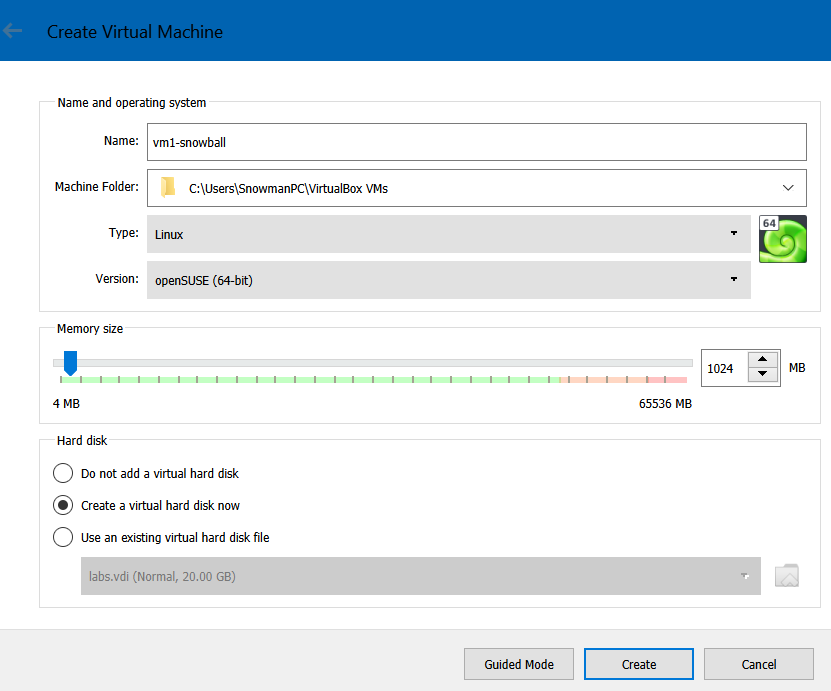 Create Virtual Machine
Name and operating system
Name: vm1-snowball
Machine Folder: C:\Users\SnowmanPC\VirtualBox VMs
Type: Linux
64
Version: openSUSE (64-bit)
Memory size
1024 MB
4 MB 65536 MB
Hard disk
Do not add a virtual hard disk
Create a virtual hard disk now
Use an existing virtual hard disk file
labs.vdi (Normal, 20.00 GB)
Guided Mode Create Cancel